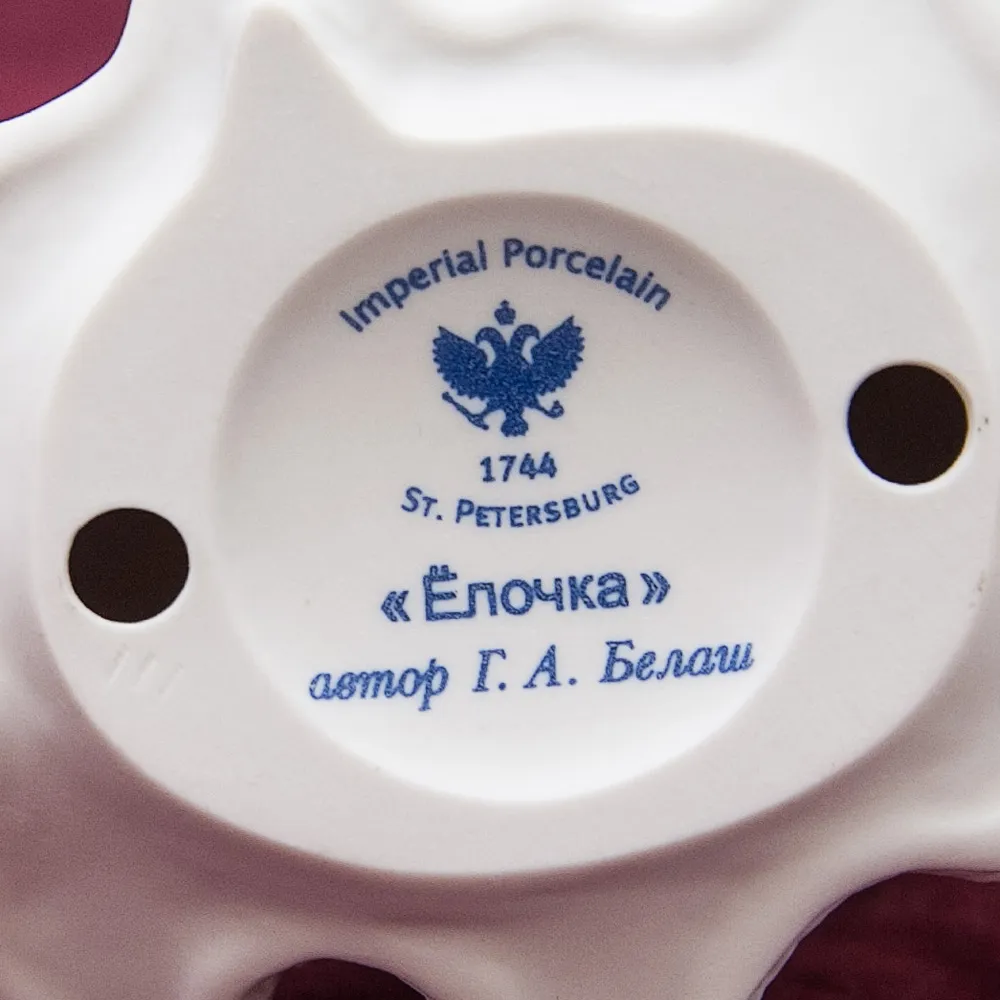 Imperial Porcelain
1744
ST. PETERSBURG
«Ёлочка»
автор Г. А. Белаш